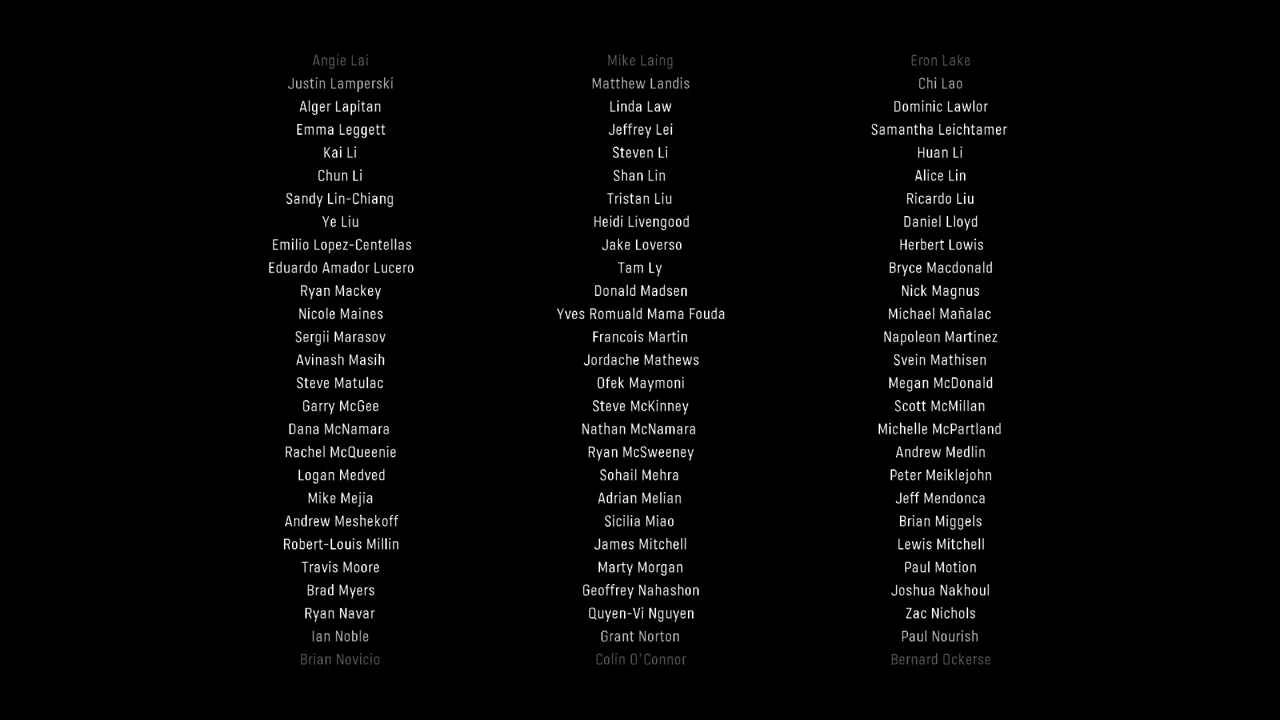 Angie Lai Mike Laing Eron Lake
Justin Lamperski Matthew Landis Chi Lao
Alger Lapitan Linda Law Dominic Lawlor
Emma Leggett Jeffrey Lei Samantha Leichtamer
Kai Li Steven Li Huan Li
Chun Li Shan Lin Alice Lin
Sandy Lin-Chiang Tristan Liu Ricardo Liu
Ye Liu Heidi Livengood Daniel Lloyd
Emilio Lopez-Centellas Jake Loverso Herbert Lowis
Eduardo Amador Lucero Tam Ly Bryce Macdonald
Ryan Mackey Donald Madsen Nick Magnus
Nicole Maines Yves Romuald Mama Fouda Michael Mañalac
Sergii Marasov Francois Martin Napoleon Martinez
Avinash Masih Jordache Mathews Svein Mathisen
Steve Matulac Ofek Maymoni Megan McDonald
Garry McGee Steve McKinney Scott McMillan
Dana McNamara Nathan McNamara Michelle McPartland
Rachel McQueenie Ryan McSweeney Andrew Medlin
Logan Medved Sohail Mehra Peter Meiklejohn
Mike Mejia Adrian Melian Jeff Mendonca
Andrew Meshekoff Sicilia Miao Brian Miggels
Robert-Louis Millin James Mitchell Lewis Mitchell
Travis Moore Marty Morgan Paul Motion
Brad Myers Geoffrey Nahashon Joshua Nakhoul
Ryan Navar Quyen-Vi Nguyen Zac Nichols
Ian Noble Grant Norton Paul Nourish
Brian Novicio Colin O'Connor Bernard Ockerse